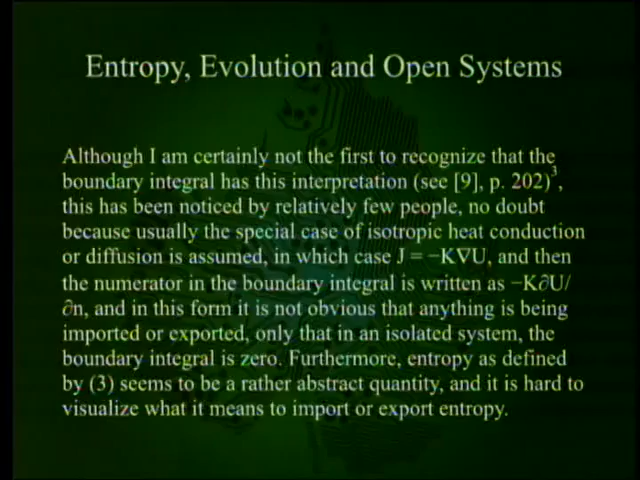 Entropy, Evolution and Open Systems
Although I am certainly not the first to recognize that the
boundary integral has this interpretation (see [9], p. 202)³,
this has been noticed by relatively few people, no doubt
because usually the special case of isotropic heat conduction
or diffusion is assumed, in which case J = −K∇U, and then
the numerator in the boundary integral is written as −K∂U/
∂n, and in this form it is not obvious that anything is being
imported or exported, only that in an isolated system, the
boundary integral is zero. Furthermore, entropy as defined
by (3) seems to be a rather abstract quantity, and it is hard to
visualize what it means to import or export entropy.